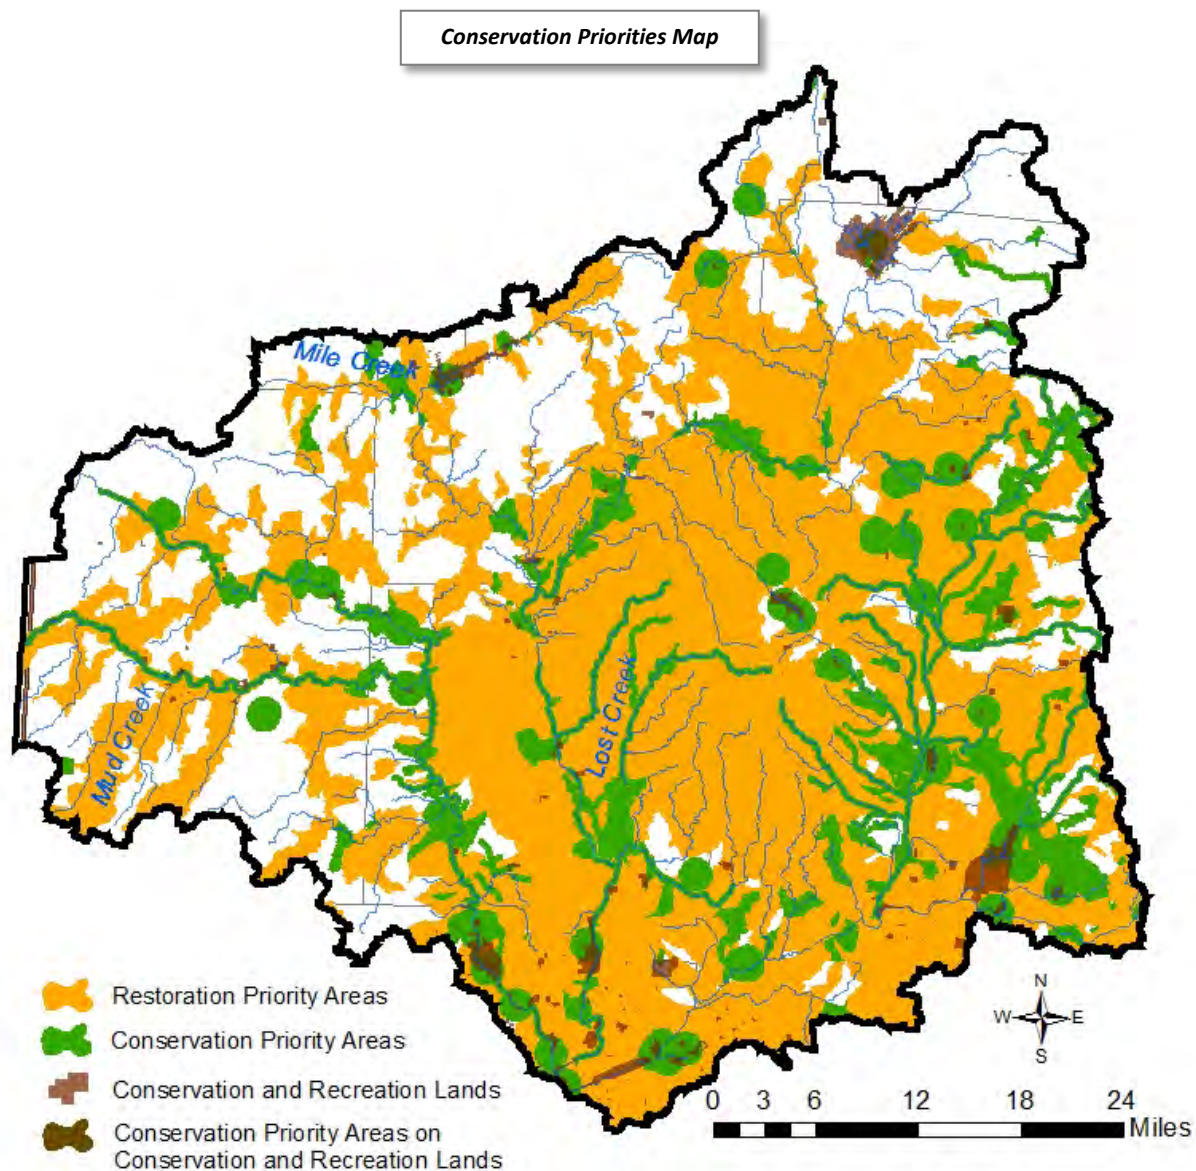 Conservation Priorities Map
Mile Creek
Mud Creek
Lost Creek
Restoration Priority Areas
Conservation Priority Areas
Conservation and Recreation Lands
Conservation Priority Areas on
Conservation and Recreation Lands
N
W E
S
0 3 6 12 18 24
Miles